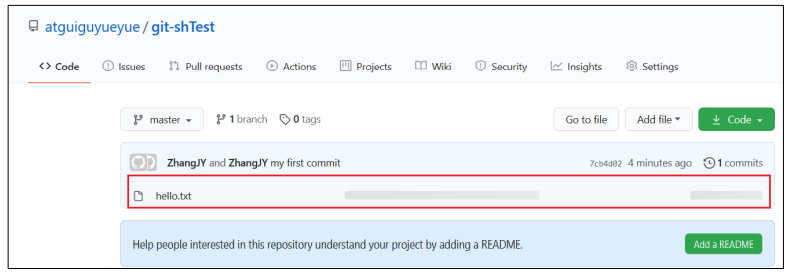 atguiguyueyue / git-shTest
<> Code Issues Pull requests Actions Projects Wiki Security Insights Settings
master 1 branch 0 tags Go to file Add file Code
ZhangJY and ZhangJY my first commit 7cb4d02 4 minutes ago 1 commits
hello.txt
Help people interested in this repository understand your project by adding a README. Add a README